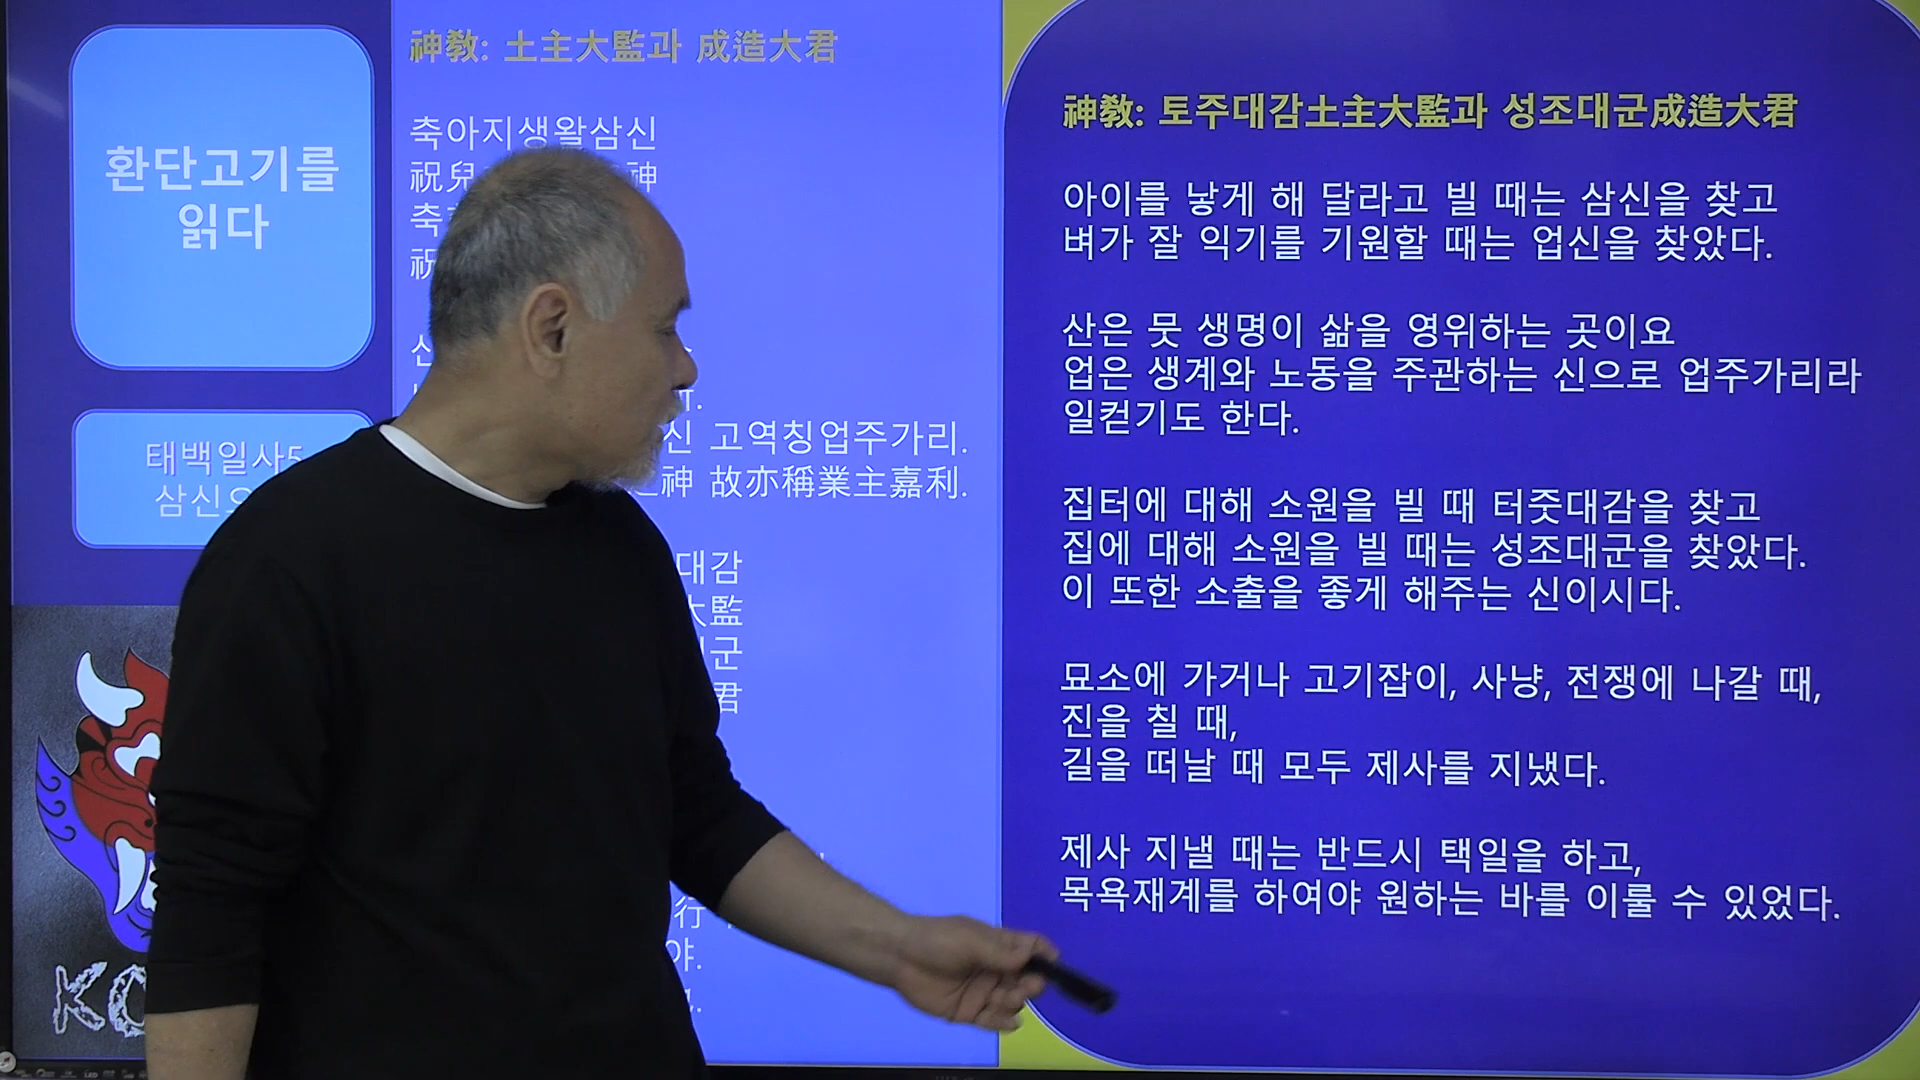 환단고기를
읽다
태백일사5
삼신오
神敎: 土主大監과 成造大君
축아지생왈삼신
祝兒 神
축
祝
신 고역칭업주가리.
神 故亦稱業主嘉利.
대감
大監
군
君
行
야.
KO
神敎: 토주대감土主大監과 성조대군成造大君
아이를 낳게 해 달라고 빌 때는 삼신을 찾고
벼가 잘 익기를 기원할 때는 업신을 찾았다.
산은 뭇 생명이 삶을 영위하는 곳이요
업은 생계와 노동을 주관하는 신으로 업주가리라
일컫기도 한다.
집터에 대해 소원을 빌 때 터줏대감을 찾고
집에 대해 소원을 빌 때는 성조대군을 찾았다.
이 또한 소출을 좋게 해주는 신이시다.
묘소에 가거나 고기잡이, 사냥, 전쟁에 나갈 때,
진을 칠 때,
길을 떠날 때 모두 제사를 지냈다.
제사 지낼 때는 반드시 택일을 하고,
목욕재계를 하여야 원하는 바를 이룰 수 있었다.